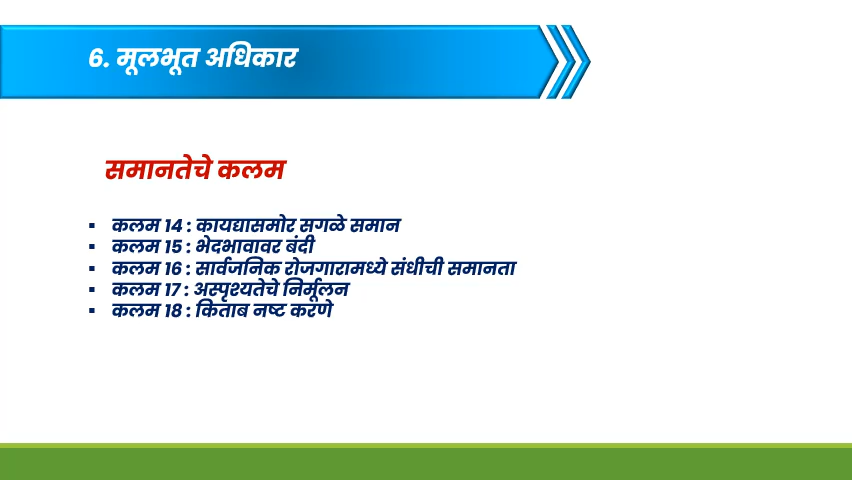 6. मूलभूत अधिकार
समानतेचे कलम
▪ कलम 14 : कायद्यासमोर सगळे समान
▪ कलम 15 : भेदभावावर बंदी
▪ कलम 16 : सार्वजनिक रोजगारामध्ये संधीची समानता
▪ कलम 17 : अस्पृश्यतेचे निर्मूलन
▪ कलम 18 : किताब नष्ट करणे